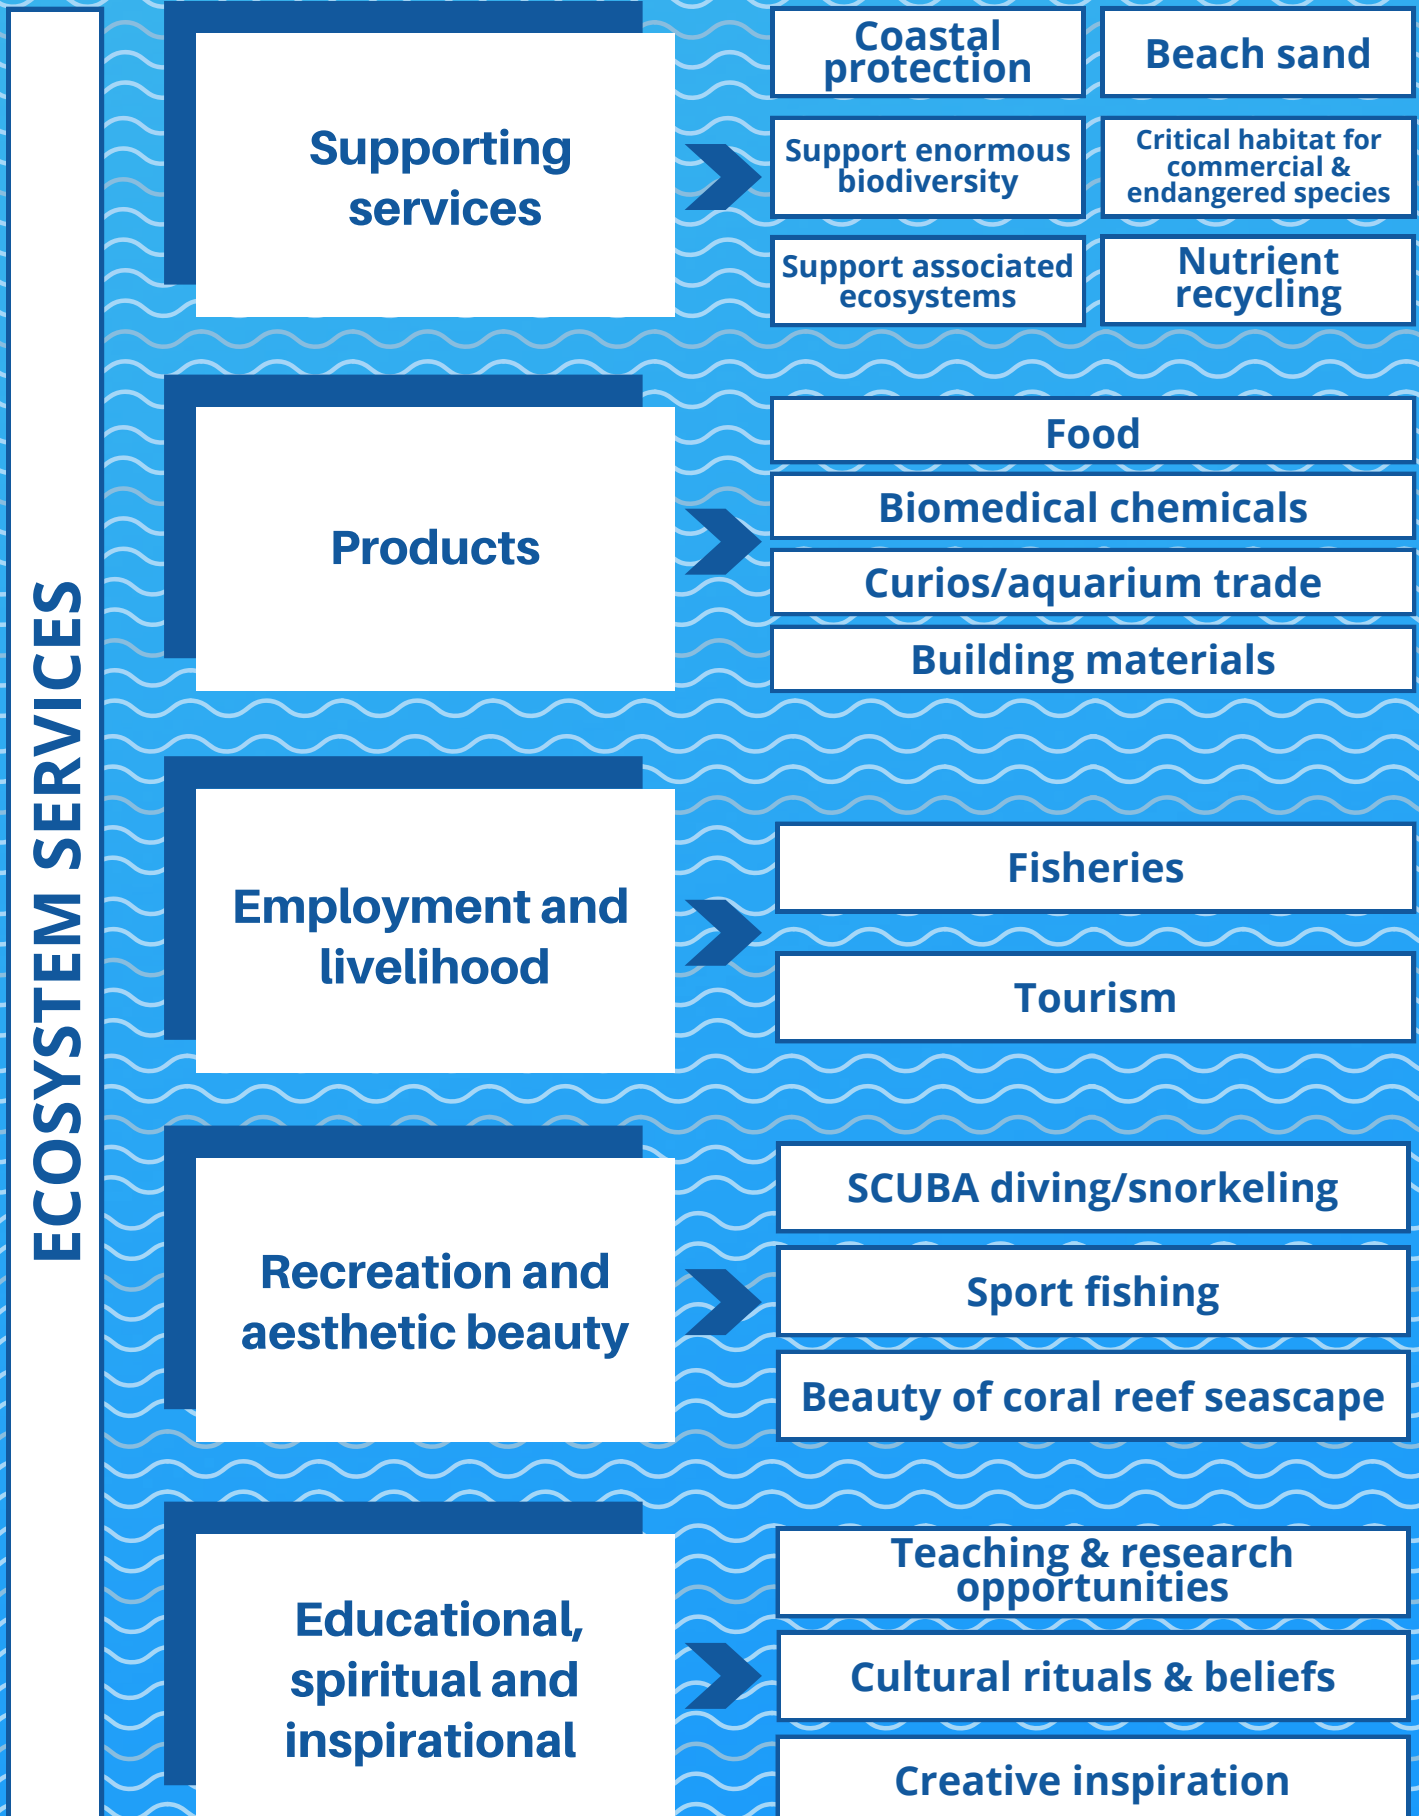 ECOSYSTEM SERVICES
Supporting
services
Coastal
protection
Beach sand
Support enormous
biodiversity
Critical habitat for
commercial &
endangered species
Support associated
ecosystems
Nutrient
recycling
Products
Food
Biomedical chemicals
Curios/aquarium trade
Building materials
Employment and
livelihood
Fisheries
Tourism
Recreation and
aesthetic beauty
SCUBA diving/snorkeling
Sport fishing
Beauty of coral reef seascape
Educational,
spiritual and
inspirational
Teaching & research
opportunities
Cultural rituals & beliefs
Creative inspiration